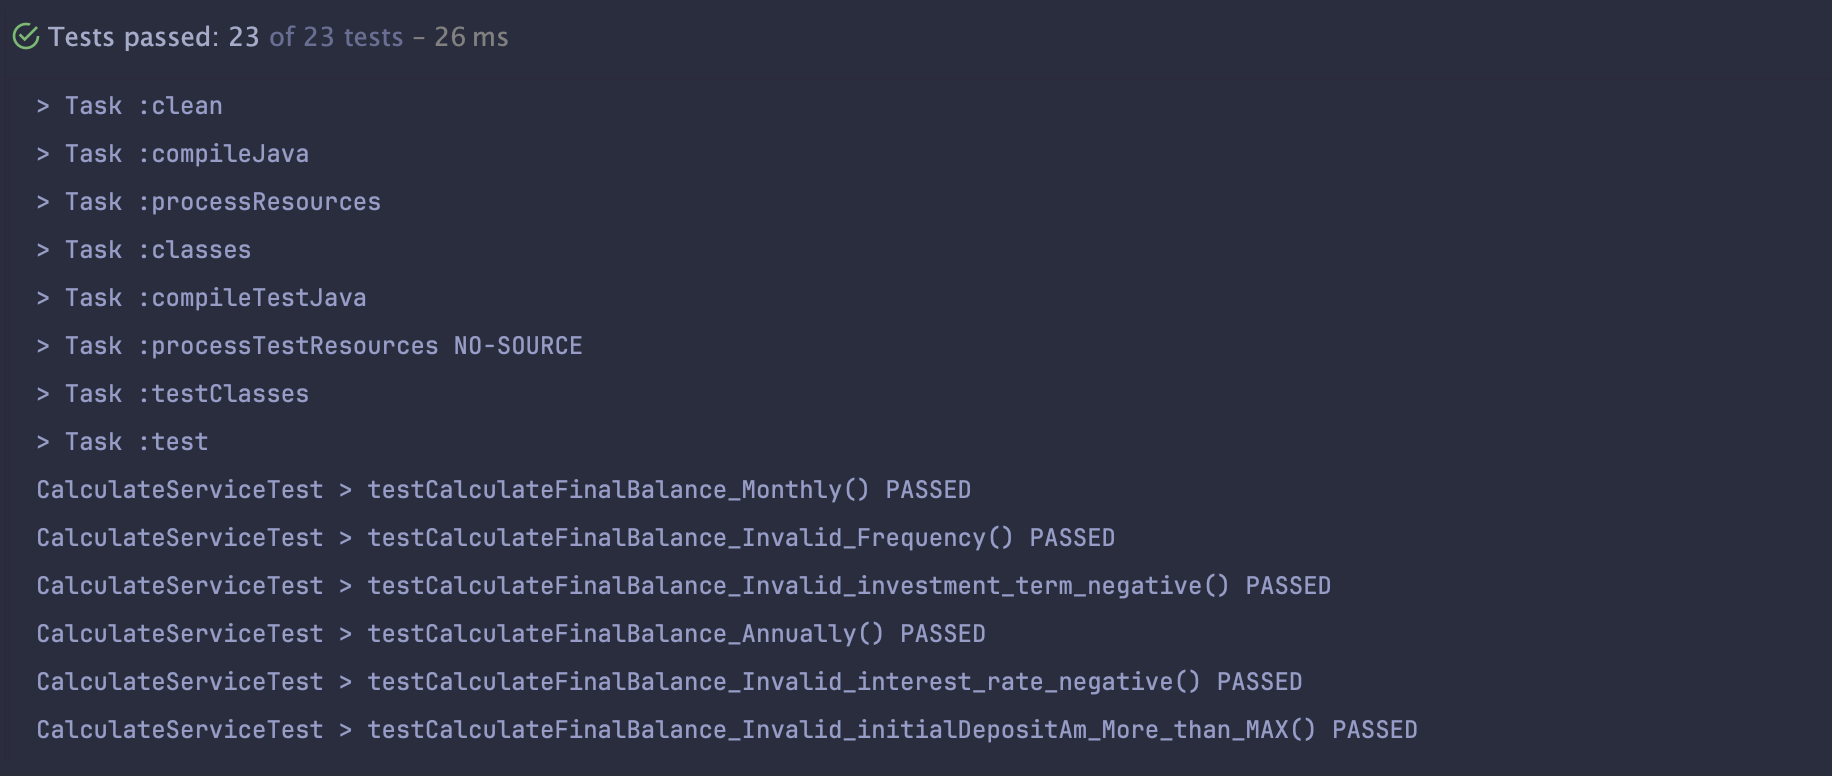 Tests passed: 23 of 23 tests – 26 ms
> Task :clean
> Task :compileJava
> Task :processResources
> Task :classes
> Task :compileTestJava
> Task :processTestResources NO-SOURCE
> Task :testClasses
> Task :test
CalculateServiceTest > testCalculateFinalBalance_Monthly() PASSED
CalculateServiceTest > testCalculateFinalBalance_Invalid_Frequency() PASSED
CalculateServiceTest > testCalculateFinalBalance_Invalid_investment_term_negative() PASSED
CalculateServiceTest > testCalculateFinalBalance_Annually() PASSED
CalculateServiceTest > testCalculateFinalBalance_Invalid_interest_rate_negative() PASSED
CalculateServiceTest > testCalculateFinalBalance_Invalid_initialDepositAm_More_than_MAX() PASSED